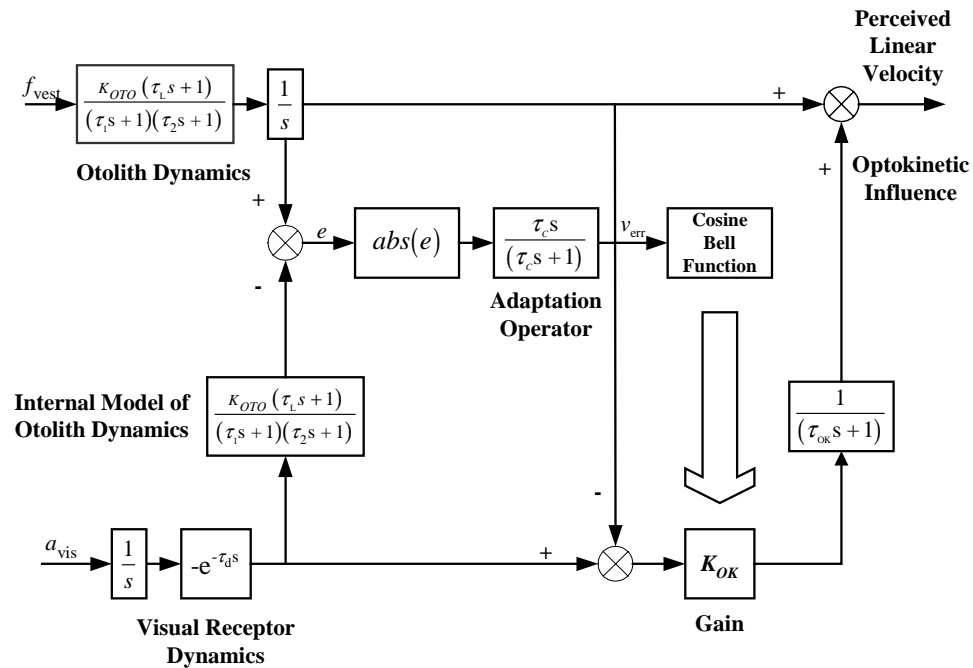 Perceived
Linear
Velocity
f_vest
K_OTO (τ_L s + 1)
(τ_1 s + 1)(τ_2 s + 1)
1
s
+
Otolith Dynamics
+
Optokinetic
Influence
+
e
abs(e)
τ_c s
(τ_c s + 1)
v_err
Cosine
Bell
Function
-
Adaptation
Operator
Internal Model of
Otolith Dynamics
K_OTO (τ_L s + 1)
(τ_1 s + 1)(τ_2 s + 1)
1
(τ_OK s + 1)
-
a_vis
1
s
-e^{-τ_d s}
+
K_OK
Gain
Visual Receptor
Dynamics